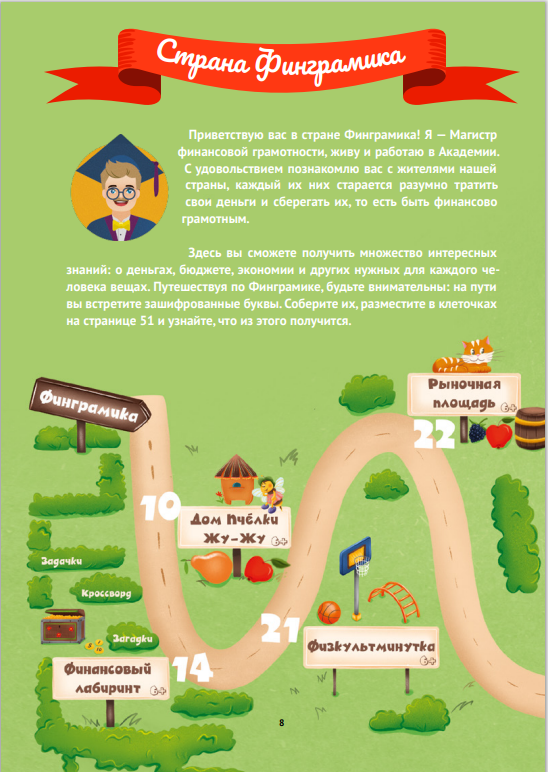 Страна Финграмика
Приветствую вас в стране Финграмика! Я — Магистр
финансовой грамотности, живу и работаю в Академии.
С удовольствием познакомлю вас с жителями нашей
страны, каждый их них старается разумно тратить
свои деньги и сберегать их, то есть быть финансово
грамотным.
Здесь вы сможете получить множество интересных
знаний: о деньгах, бюджете, экономии и других нужных для каждого че-
ловека вещах. Путешествуя по Финграмике, будьте внимательны: на пути
вы встретите зашифрованные буквы. Соберите их, разместите в клеточках
на странице 51 и узнайте, что из этого получится.
Финграмика
Рыночная
площадь 6+
22
10
Дом Пчёлки
Жу-Жу 6+
Задачки
Кроссворд
Загадки
21
Физкультминутка
6+
Финансовый
лабиринт 6+
14
8